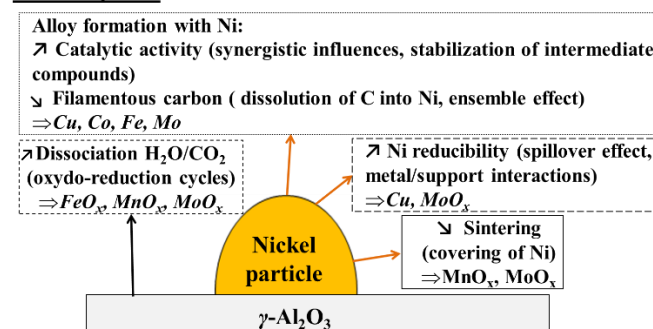 Alloy formation with Ni:
↗ Catalytic activity (synergistic influences, stabilization of intermediate
compounds)
↘ Filamentous carbon ( dissolution of C into Ni, ensemble effect)
⇒Cu, Co, Fe, Mo
↗Dissociation H₂O/CO₂
(oxydo-reduction cycles)
⇒FeOₓ, MnOₓ, MoOₓ
↗ Ni reducibility (spillover effect,
metal/support interactions)
⇒Cu, MoOₓ
↘ Sintering
(covering of Ni)
⇒MnOₓ, MoOₓ
Nickel
particle
γ-Al₂O₃